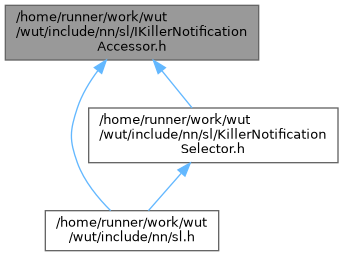 /home/runner/work/wut
/wut/include/nn/sl/IKillerNotification
Accessor.h
/home/runner/work/wut
/wut/include/nn/sl/KillerNotification
Selector.h
/home/runner/work/wut
/wut/include/nn/sl.h